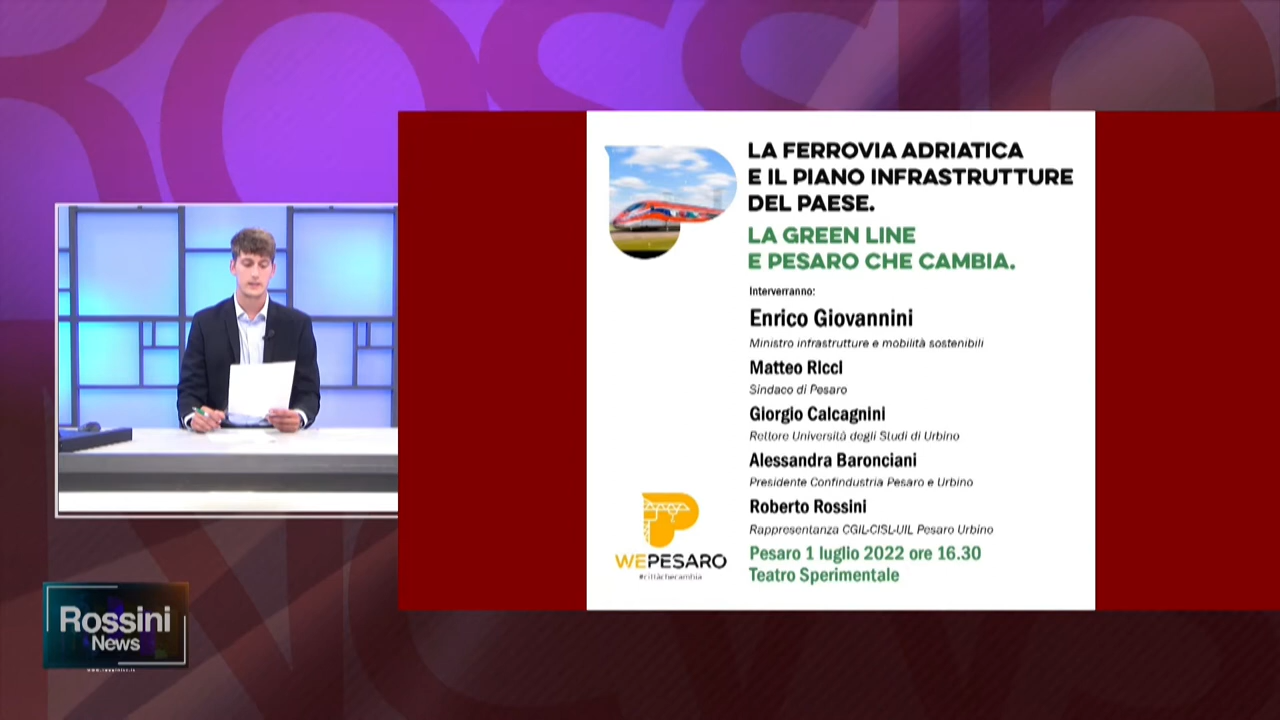 LA FERROVIA ADRIATICA
E IL PIANO INFRASTRUTTURE
DEL PAESE.
LA GREEN LINE
E PESARO CHE CAMBIA.
Interverranno:
Enrico Giovannini
Ministro infrastrutture e mobilità sostenibili
Matteo Ricci
Sindaco di Pesaro
Giorgio Calcagnini
Rettore Università degli Studi di Urbino
Alessandra Baronciani
Presidente Confindustria Pesaro e Urbino
Roberto Rossini
Rappresentanza CGIL-CISL-UIL Pesaro Urbino
Pesaro 1 luglio 2022 ore 16.30
Teatro Sperimentale
WEPESARO
#cittàchecambia
Rossini
News